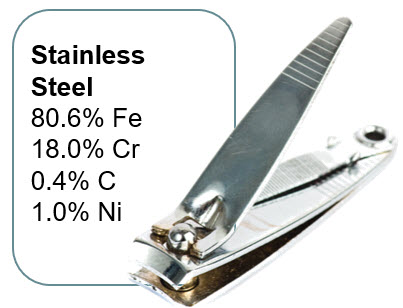 Stainless
Steel
80.6% Fe
18.0% Cr
0.4% C
1.0% Ni